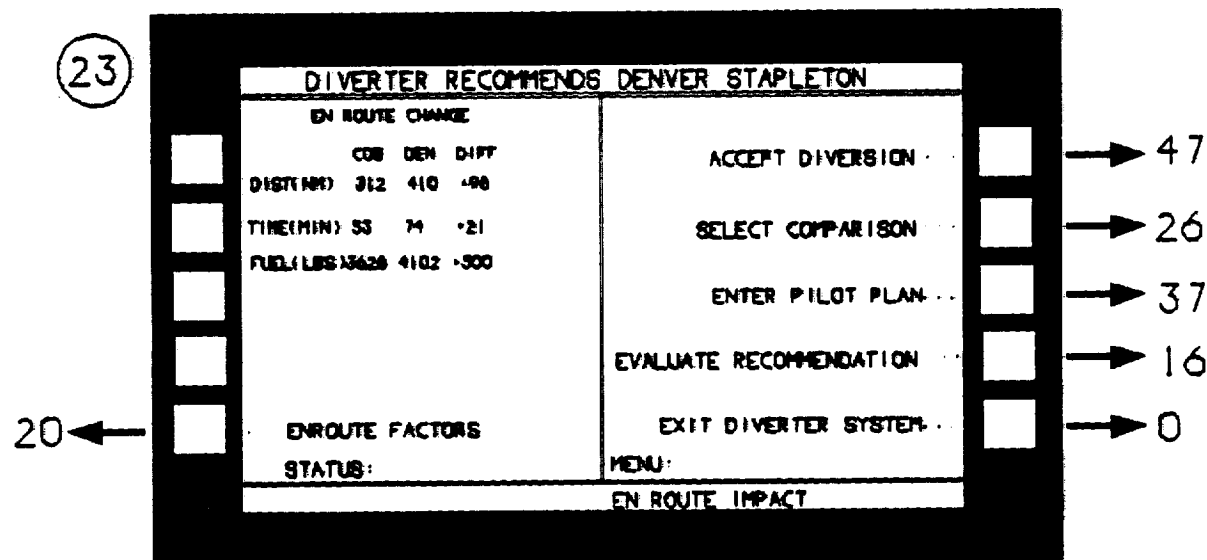 23
DIVERTER RECOMMENDS DENVER STAPLETON
EN ROUTE CHANGE
COS DEN DIFF
DIST(NM) 312 410 +98
TIME(MIN) 53 74 +21
FUEL(LBS) 4102
ENROUTE FACTORS
STATUS:
ACCEPT DIVERSION
SELECT COMPARISON
ENTER PILOT PLAN
EVALUATE RECOMMENDATION
EXIT DIVERTER SYSTEM
MENU:
EN ROUTE IMPACT
47
26
37
16
0
20